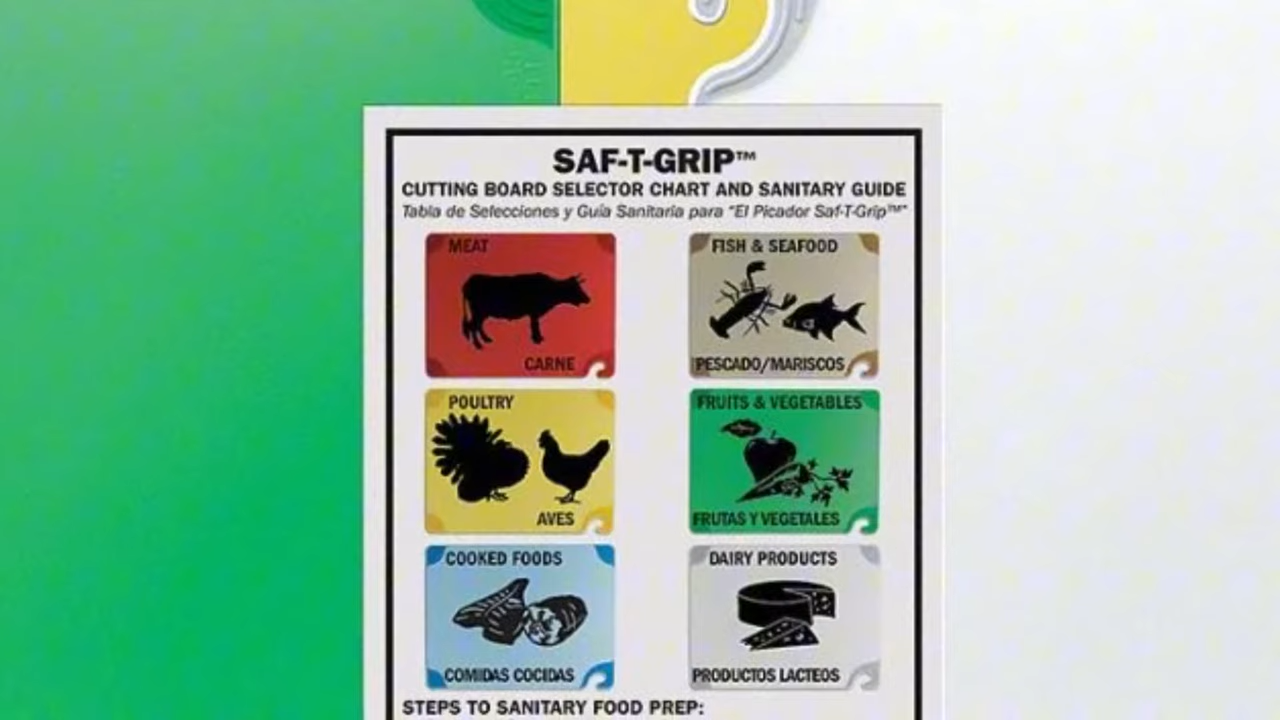 SAF-T-GRIP™
CUTTING BOARD SELECTOR CHART AND SANITARY GUIDE
Tabla de Selecciones y Guía Sanitaria para "El Picador Saf-T-Grip™"
MEAT
CARNE
FISH & SEAFOOD
PESCADO/MARISCOS
POULTRY
AVES
FRUITS & VEGETABLES
FRUTAS Y VEGETALES
COOKED FOODS
COMIDAS COCIDAS
DAIRY PRODUCTS
PRODUCTOS LACTEOS
STEPS TO SANITARY FOOD PREP: